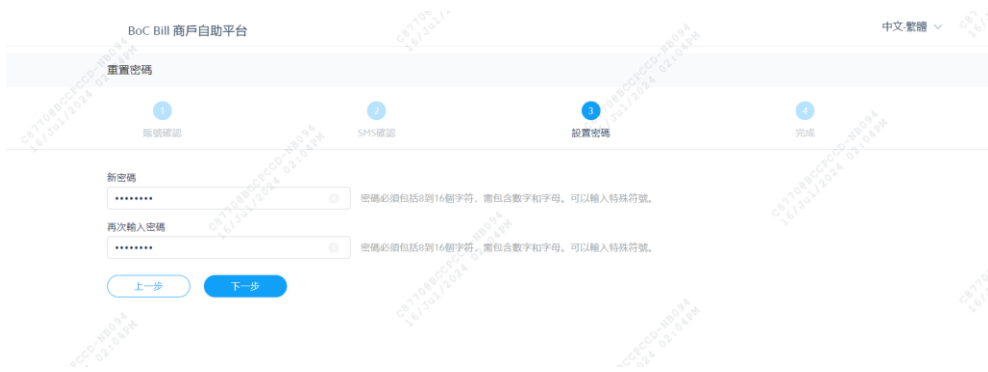 BoC Bill 商戶自助平台
中文-繁體
重置密碼
1
2
3
4
賬號確認
SMS確認
設置密碼
完成
新密碼
••••••••
密碼必須包括8到16個字符，需包含數字和字母。可以輸入特殊符號。
再次輸入密碼
••••••••
密碼必須包括8到16個字符，需包含數字和字母。可以輸入特殊符號。
上一步
下一步
16/Jul/2024 02:04PM